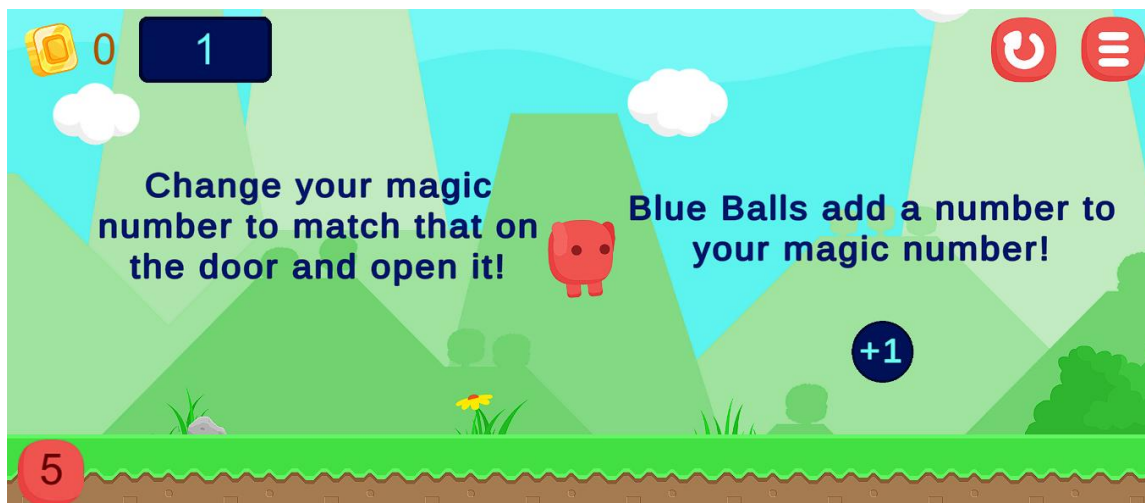 0
1
Change your magic
number to match that on
the door and open it!
Blue Balls add a number to
your magic number!
+1
5